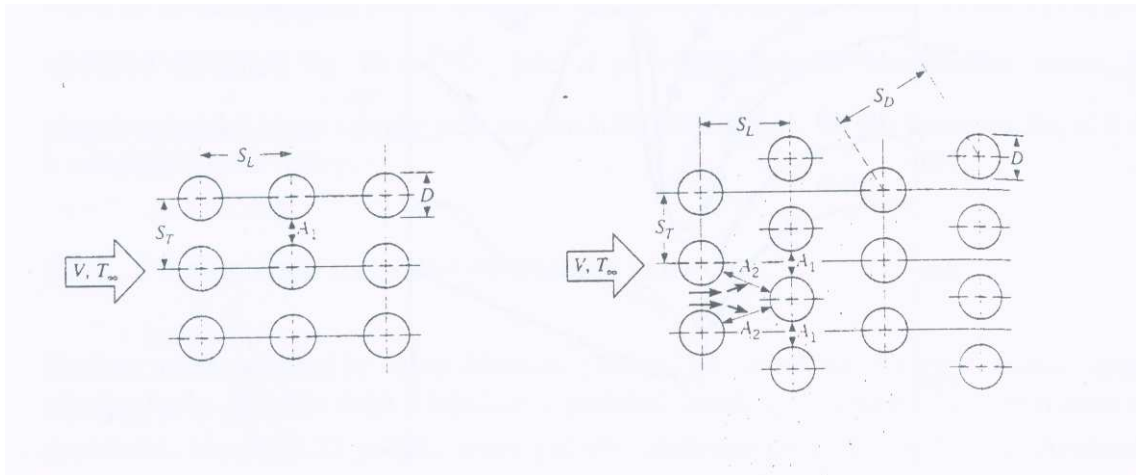 S_L
D
S_T
A_1
V, T_∞
S_D
S_L
D
S_T
A_2
A_1
V, T_∞
A_2
A_1